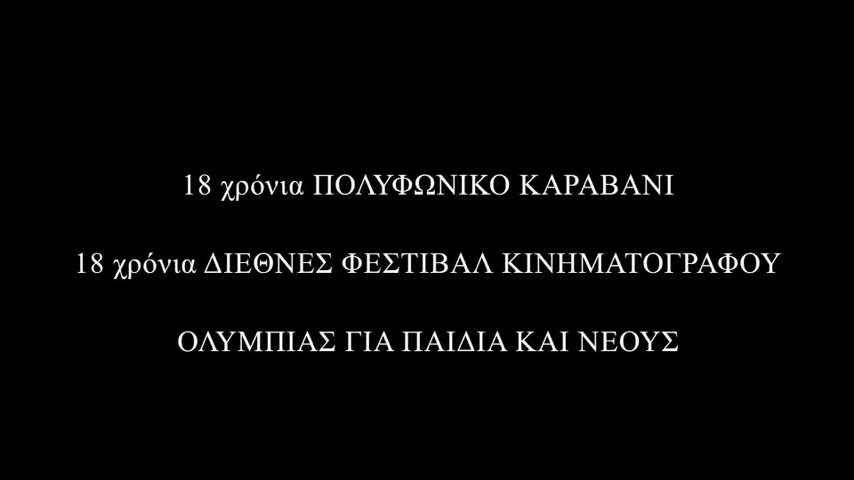 18 χρόνια ΠΟΛΥΦΩΝΙΚΟ ΚΑΡΑΒΑΝΙ
18 χρόνια ΔΙΕΘΝΕΣ ΦΕΣΤΙΒΑΛ ΚΙΝΗΜΑΤΟΓΡΑΦΟΥ
ΟΛΥΜΠΙΑΣ ΓΙΑ ΠΑΙΔΙΑ ΚΑΙ ΝΕΟΥΣ